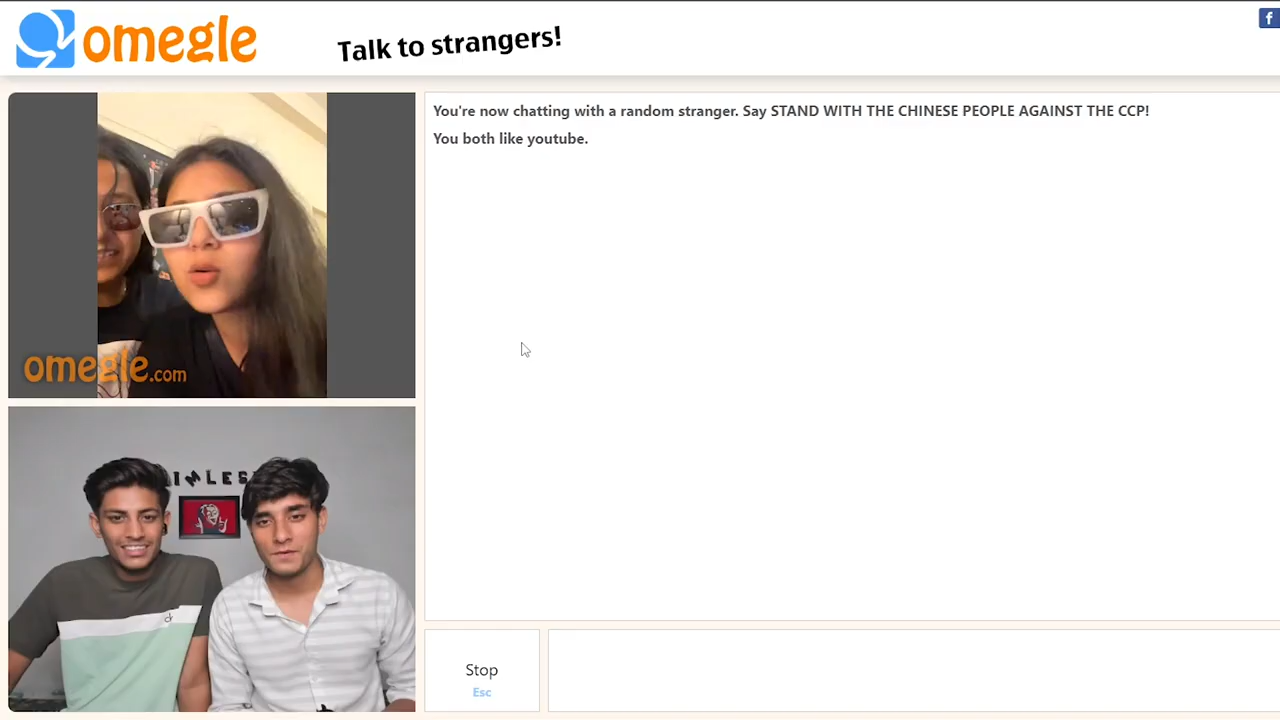 omegle
Talk to strangers!
f
You're now chatting with a random stranger. Say STAND WITH THE CHINESE PEOPLE AGAINST THE CCP!
You both like youtube.
omegle.com
IMLES
Stop
Esc